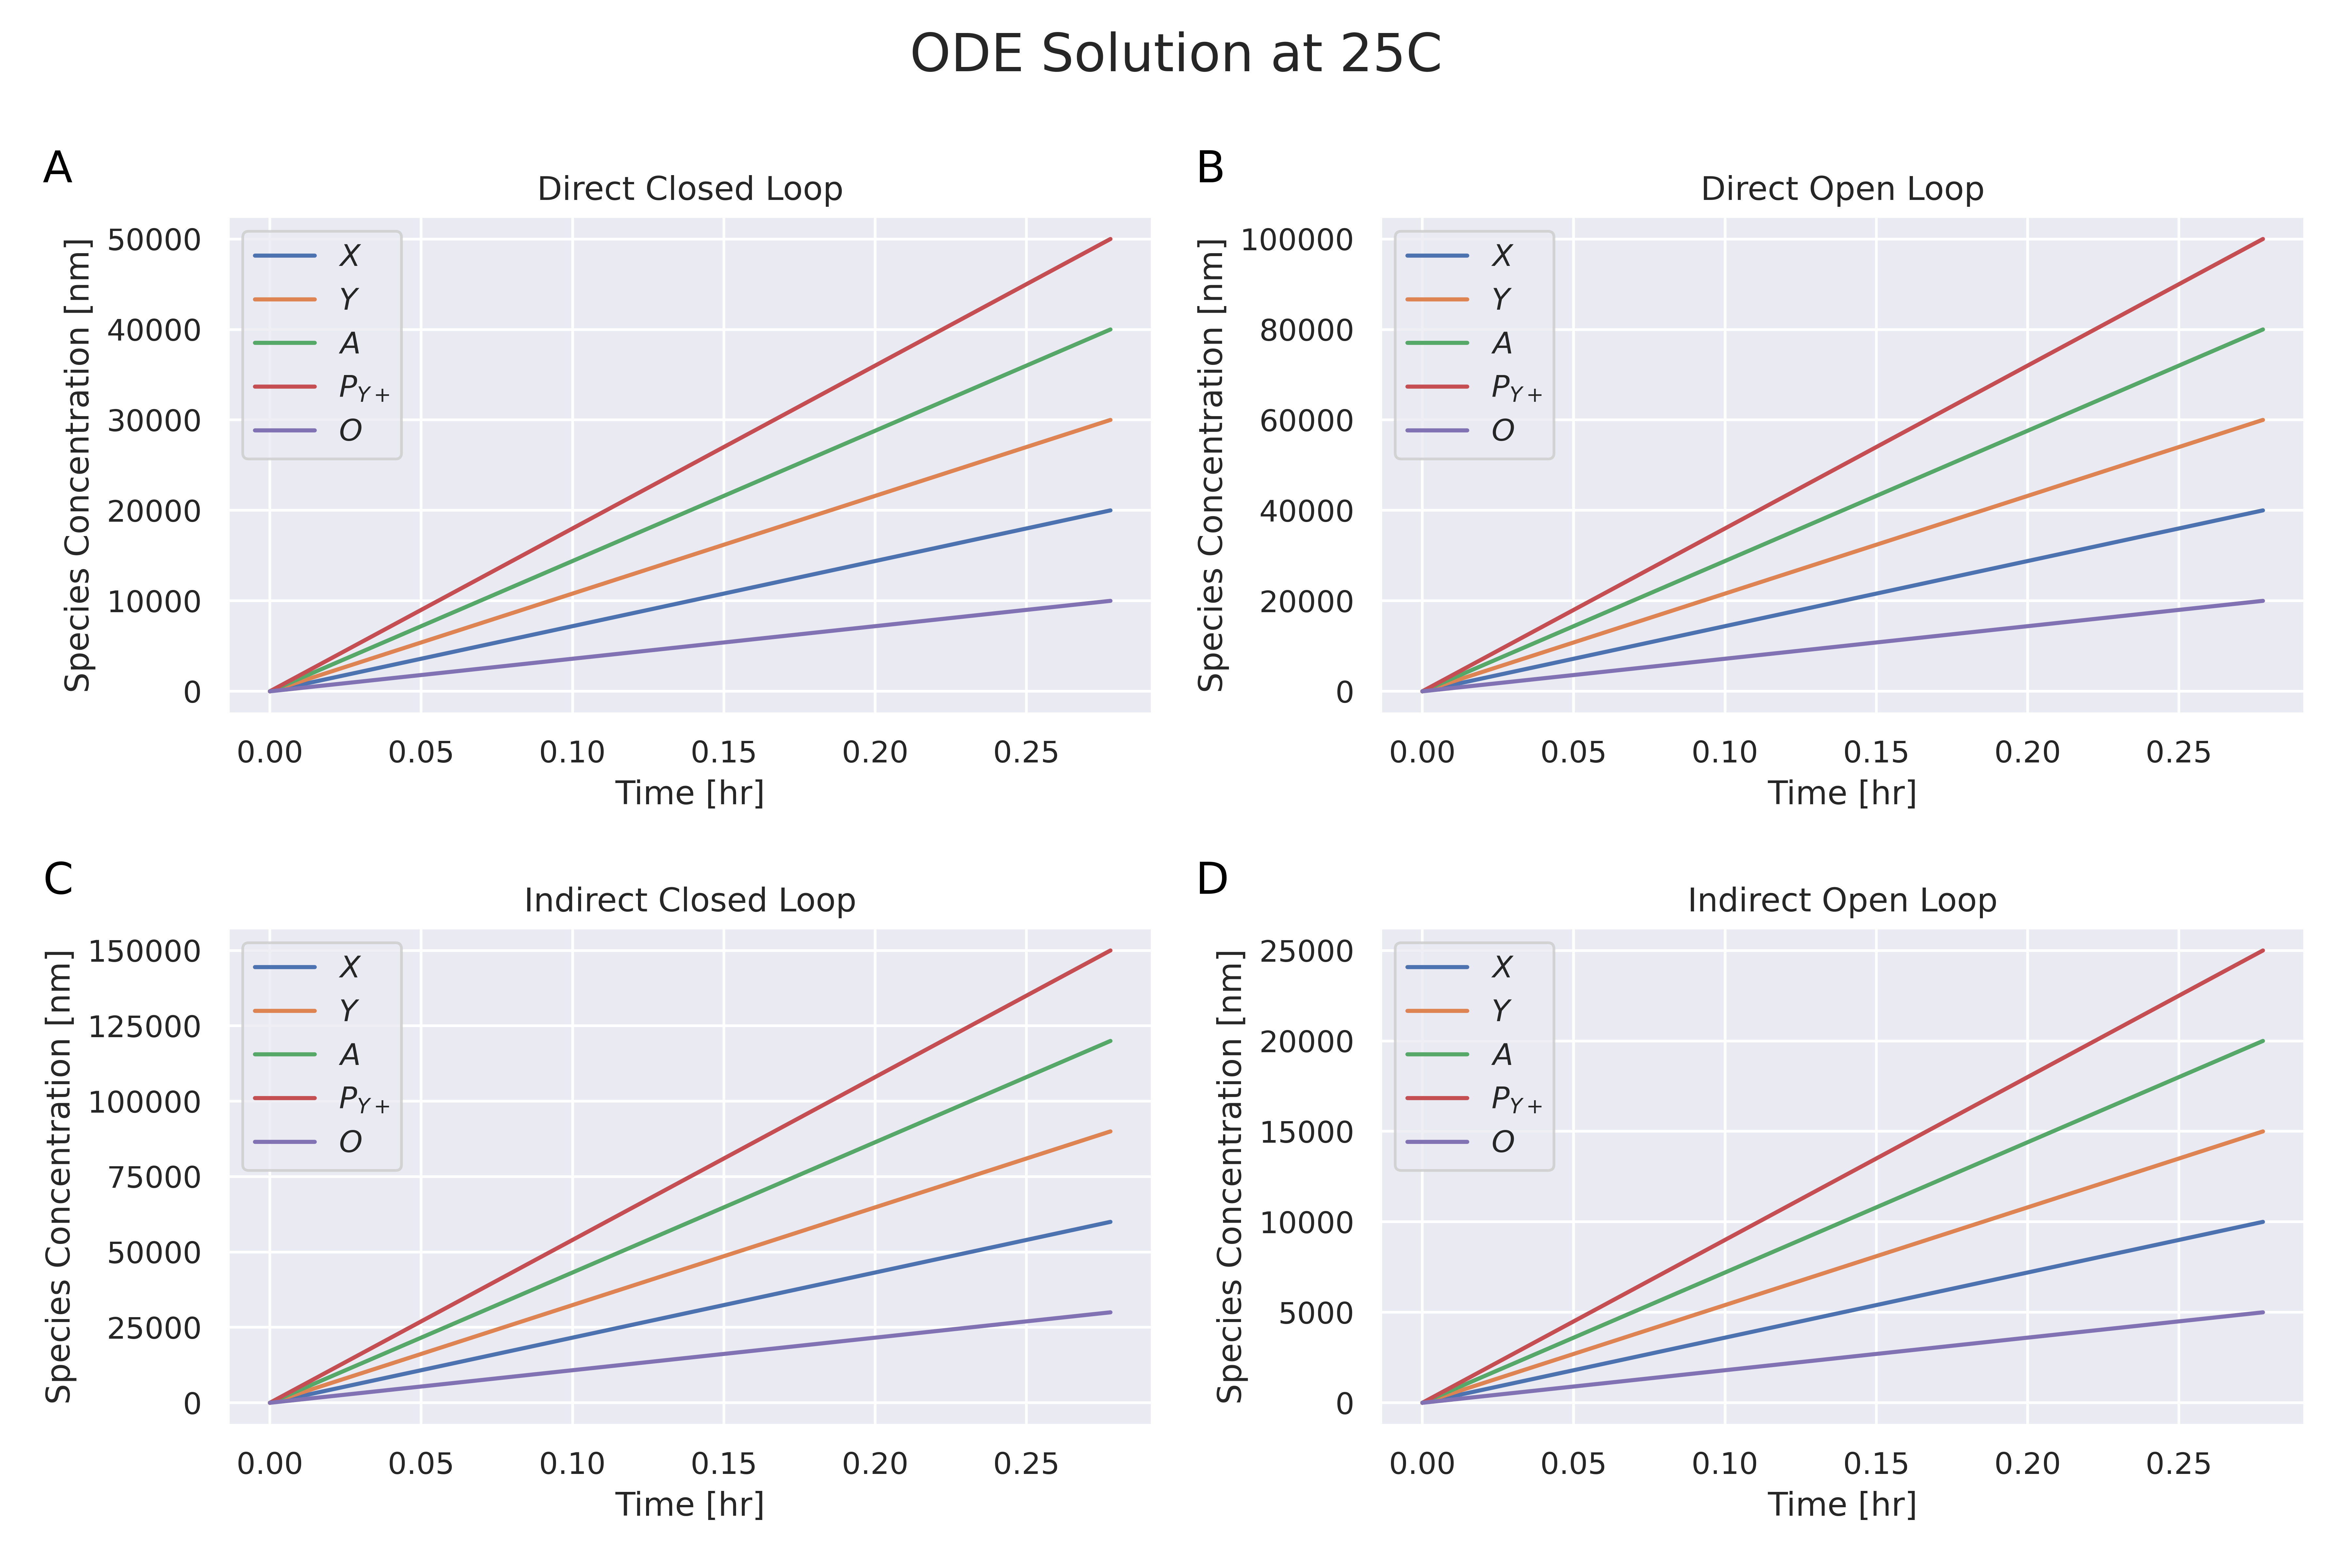 ODE Solution at 25C
A
Direct Closed Loop
Species Concentration [nm]
50000
40000
30000
20000
10000
0
X
Y
A
P_{Y+}
O
0.00 0.05 0.10 0.15 0.20 0.25
Time [hr]
B
Direct Open Loop
Species Concentration [nm]
100000
80000
60000
40000
20000
0
X
Y
A
P_{Y+}
O
0.00 0.05 0.10 0.15 0.20 0.25
Time [hr]
C
Indirect Closed Loop
Species Concentration [nm]
150000
125000
100000
75000
50000
25000
0
X
Y
A
P_{Y+}
O
0.00 0.05 0.10 0.15 0.20 0.25
Time [hr]
D
Indirect Open Loop
Species Concentration [nm]
25000
20000
15000
10000
5000
0
X
Y
A
P_{Y+}
O
0.00 0.05 0.10 0.15 0.20 0.25
Time [hr]